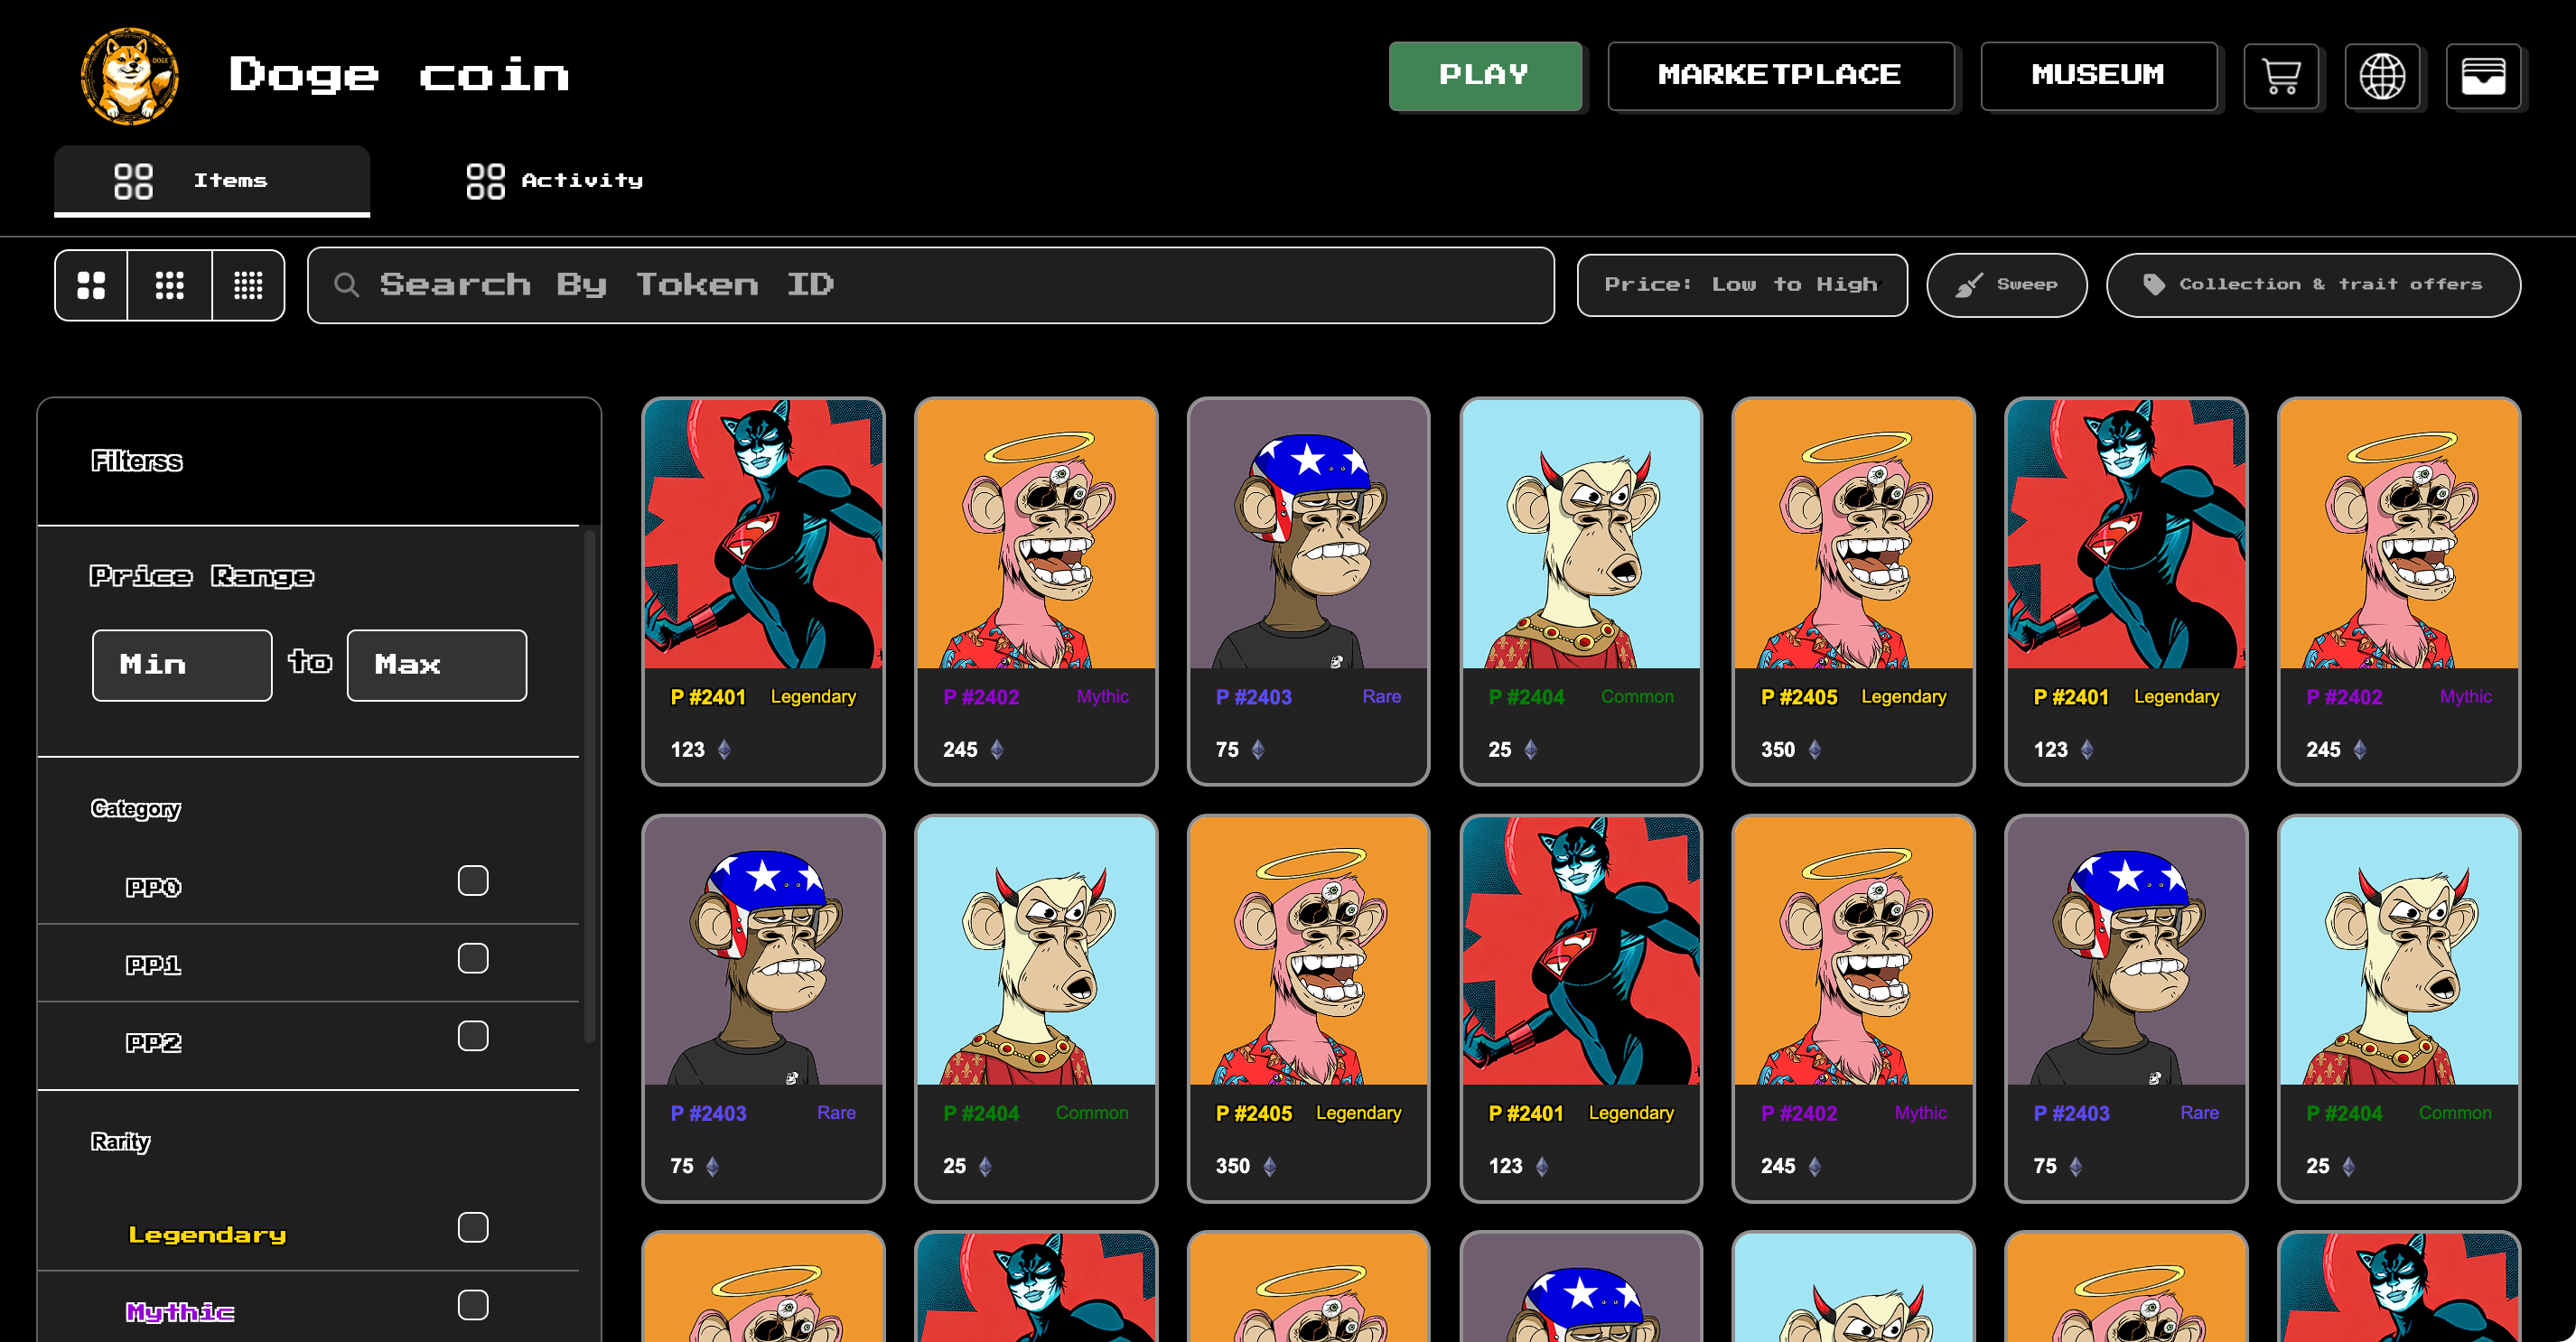 Doge coin
PLAY
MARKETPLACE
MUSEUM
Items
Activity
Search By Token ID
Price: Low to High
Sweep
Collection & trait offers
Filterss
Price Range
Min to Max
Category
PP0
PP1
PP2
Rarity
Legendary
Mythic
P #2401 Legendary
123
P #2402 Mythic
245
P #2403 Rare
75
P #2404 Common
25
P #2405 Legendary
350
P #2401 Legendary
123
P #2402 Mythic
245
P #2403 Rare
75
P #2404 Common
25
P #2405 Legendary
350
P #2401 Legendary
123
P #2402 Mythic
245
P #2403 Rare
75
P #2404 Common
25